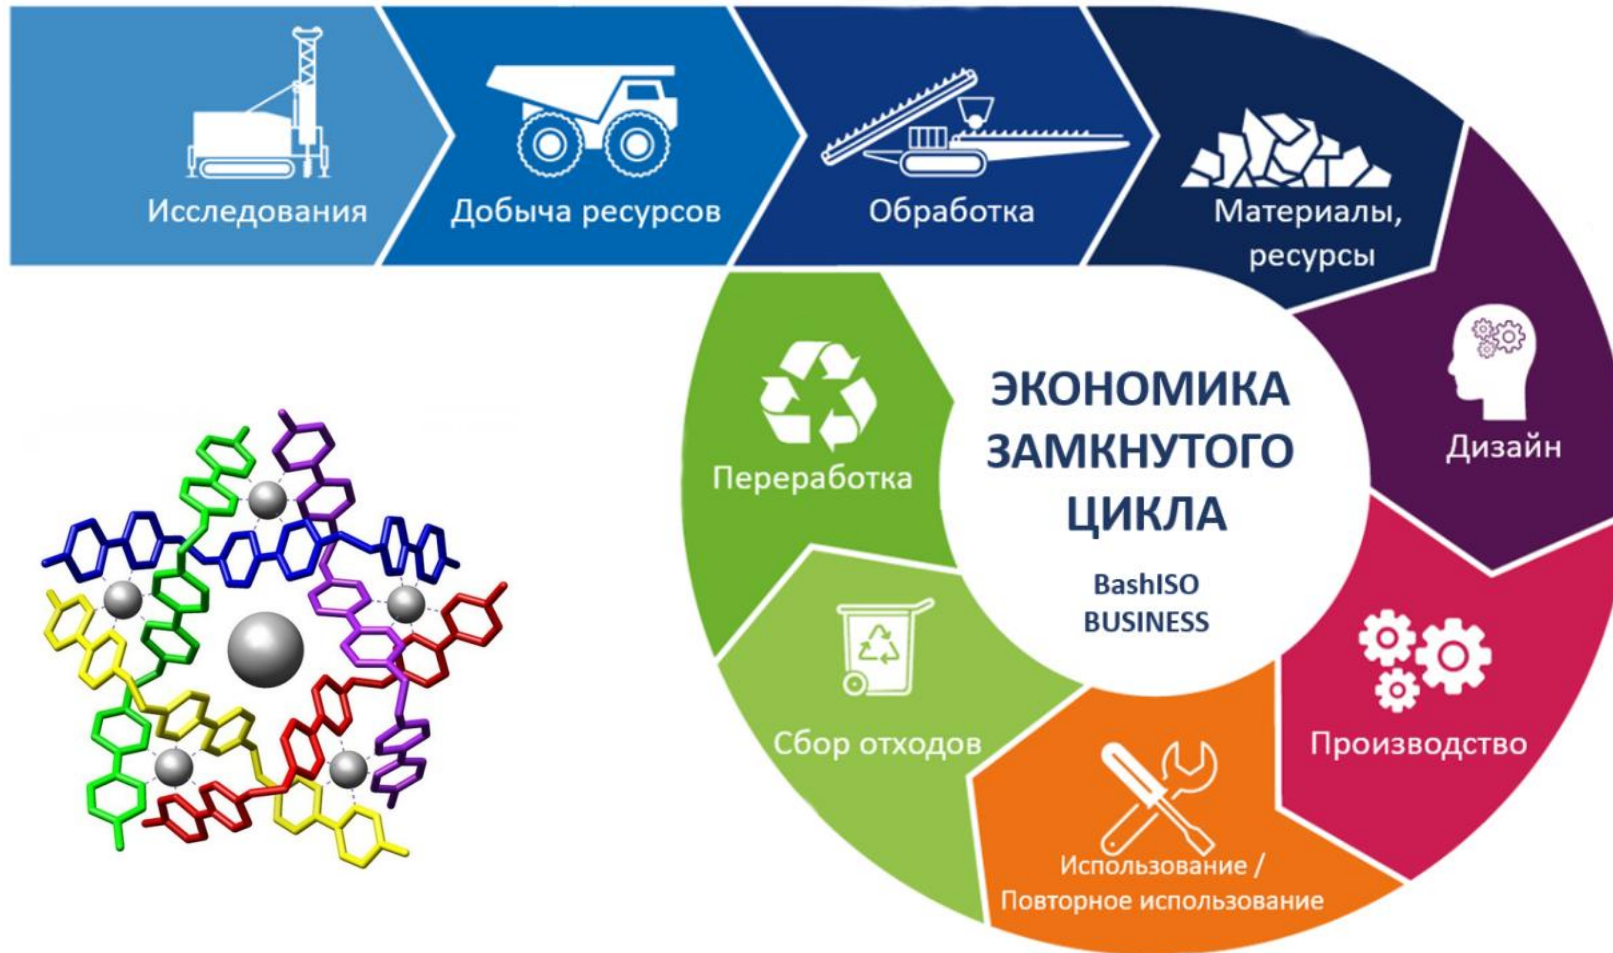 Исследования
Добыча ресурсов
Обработка
Материалы,
ресурсы
Дизайн
Производство
Использование /
Повторное использование
Сбор отходов
Переработка
ЭКОНОМИКА
ЗАМКНУТОГО
ЦИКЛА
BashISO
BUSINESS